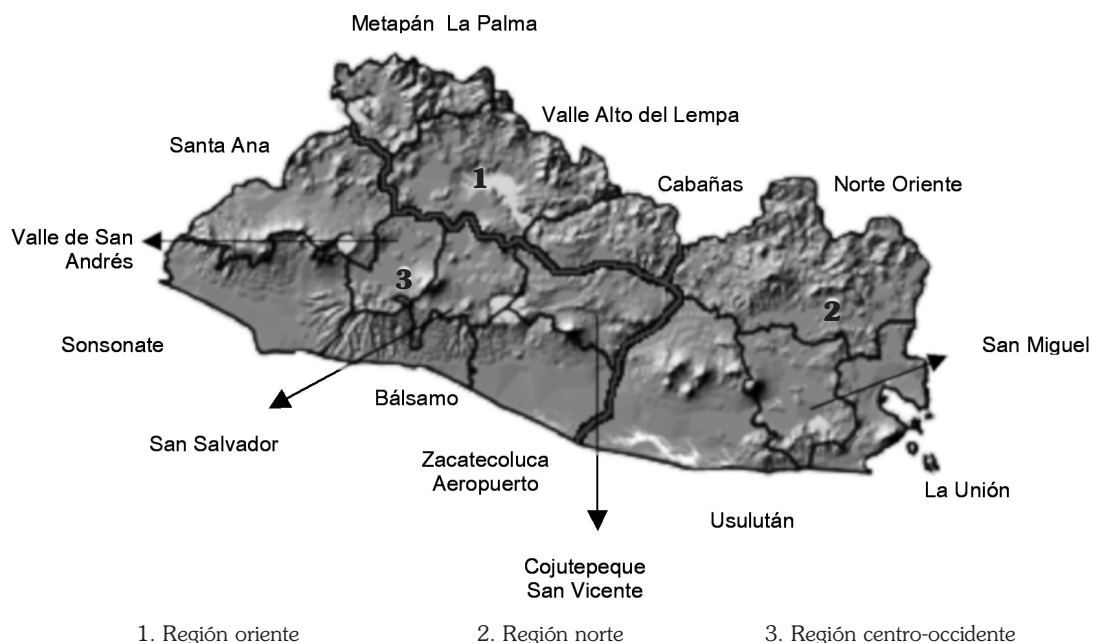 Metapán La Palma
Valle Alto del Lempa
Santa Ana
Cabañas
Norte Oriente
1
Valle de San
Andrés
3
2
Sonsonate
San Miguel
Bálsamo
San Salvador
Zacatecoluca
Aeropuerto
La Unión
Usulután
Cojutepeque
San Vicente
1. Región oriente
2. Región norte
3. Región centro-occidente